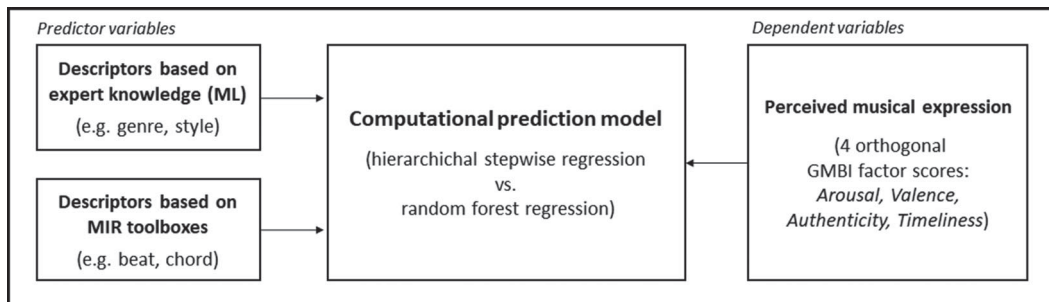 Predictor variables
Descriptors based on
expert knowledge (ML)
(e.g. genre, style)
Descriptors based on
MIR toolboxes
(e.g. beat, chord)
Computational prediction model
(hierarchichal stepwise regression
vs.
random forest regression)
Dependent variables
Perceived musical expression
(4 orthogonal
GMBI factor scores:
Arousal, Valence,
Authenticity, Timeliness)